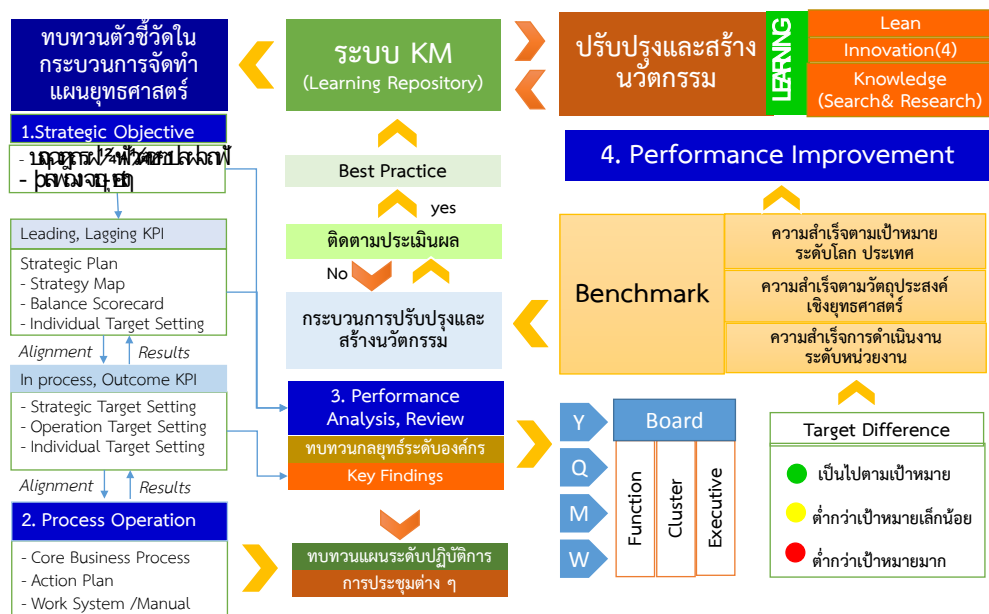 ทบทวนตัวชี้วัดใน
กระบวนการจัดทำ
แผนยุทธศาสตร์
1.Strategic Objective
Leading, Lagging KPI
Strategic Plan
- Strategy Map
- Balance Scorecard
- Individual Target Setting
Alignment
Results
In process, Outcome KPI
- Strategic Target Setting
- Operation Target Setting
- Individual Target Setting
Alignment
Results
2. Process Operation
- Core Business Process
- Action Plan
- Work System /Manual
ระบบ KM
(Learning Repository)
Best Practice
yes
ติดตามประเมินผล
No
กระบวนการปรับปรุงและ
สร้างนวัตกรรม
3. Performance
Analysis, Review
ทบทวนกลยุทธ์ระดับองค์กร
Key Findings
ทบทวนแผนระดับปฏิบัติการ
การประชุมต่าง ๆ
ปรับปรุงและสร้าง
นวัตกรรม
LEARNING
Lean
Innovation(4)
Knowledge
(Search& Research)
4. Performance Improvement
Benchmark
ความสำเร็จตามเป้าหมาย
ระดับโลก ประเทศ
ความสำเร็จตามวัตถุประสงค์
เชิงยุทธศาสตร์
ความสำเร็จการดำเนินงาน
ระดับหน่วยงาน
Y
Q
M
W
Board
Function
Cluster
Executive
Target Difference
เป็นไปตามเป้าหมาย
ต่ำกว่าเป้าหมายเล็กน้อย
ต่ำกว่าเป้าหมายมาก